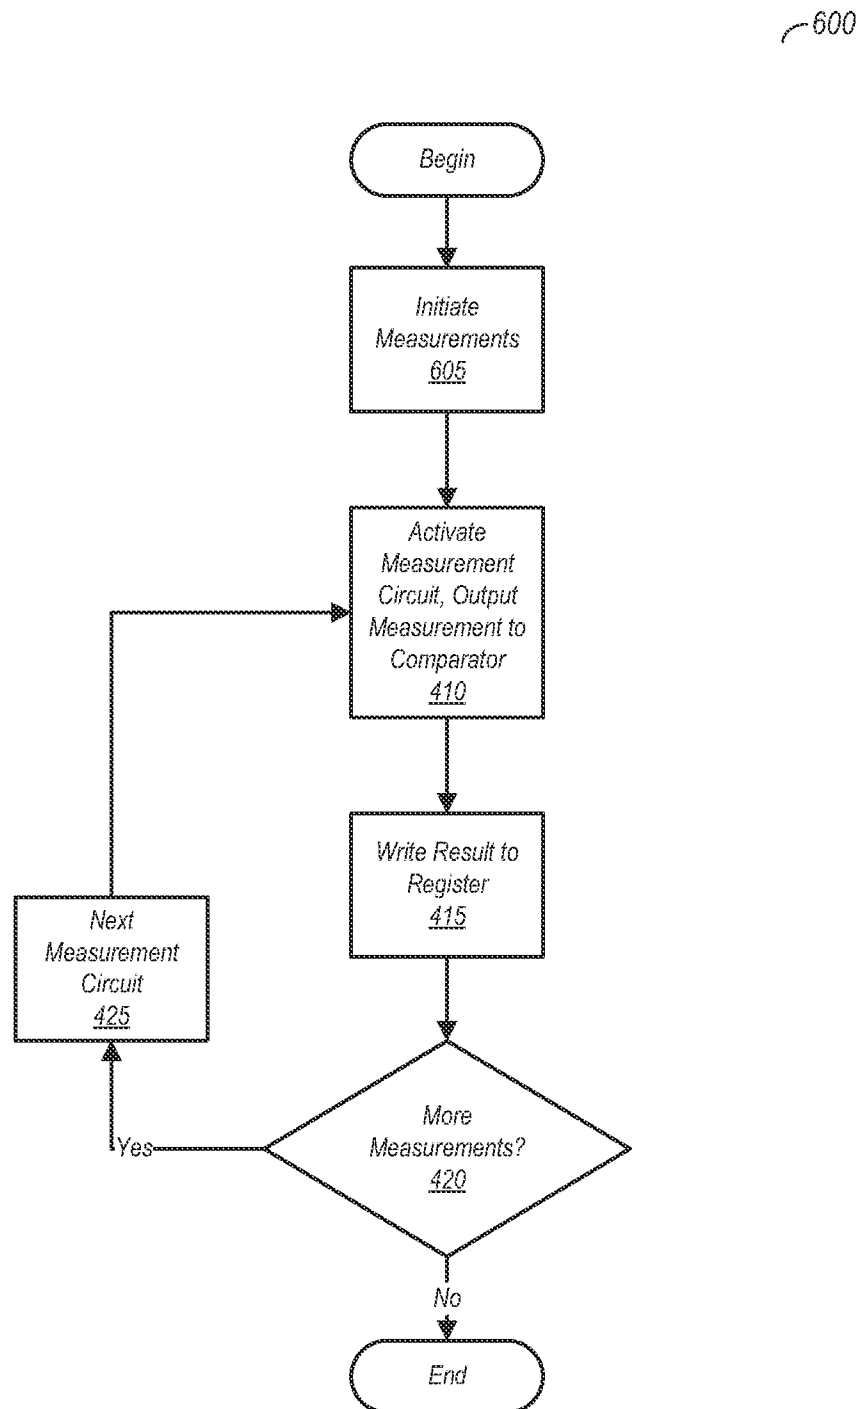 600
Begin
Initiate
Measurements
605
Activate
Measurement
Circuit, Output
Measurement to
Comparator
410
Write Result to
Register
415
Next
Measurement
Circuit
425
More
Measurements?
420
Yes
No
End